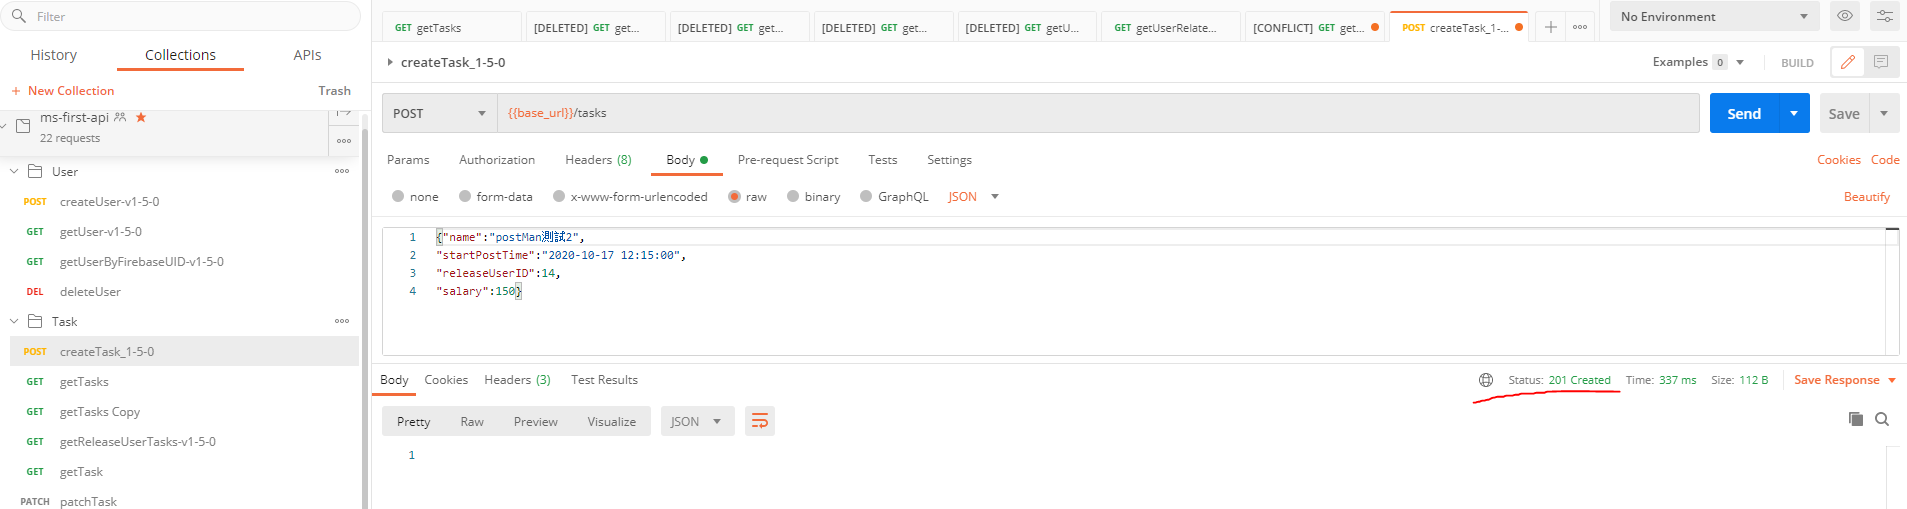 Filter
History Collections APIs
+ New Collection Trash
ms-first-api
22 requests
User
POST createUser-v1-5-0
GET getUser-v1-5-0
GET getUserByFirebaseUID-v1-5-0
DEL deleteUser
Task
POST createTask_1-5-0
GET getTasks
GET getTasks Copy
GET getReleaseUserTasks-v1-5-0
GET getTask
PATCH patchTask
GET getTasks [DELETED] GET get... [DELETED] GET get... [DELETED] GET get... [DELETED] GET getU... GET getUserRelate... [CONFLICT] GET get... POST createTask_1-... No Environment
createTask_1-5-0 Examples 0 BUILD
POST {{base_url}}/tasks Send Save
Params Authorization Headers (8) Body Pre-request Script Tests Settings Cookies Code
none form-data x-www-form-urlencoded raw binary GraphQL JSON Beautify
1 {"name":"postMan測試2",
2 "startPostTime":"2020-10-17 12:15:00",
3 "releaseUserID":14,
4 "salary":150}
Body Cookies Headers (3) Test Results Status: 201 Created Time: 337 ms Size: 112 B Save Response
Pretty Raw Preview Visualize JSON
1